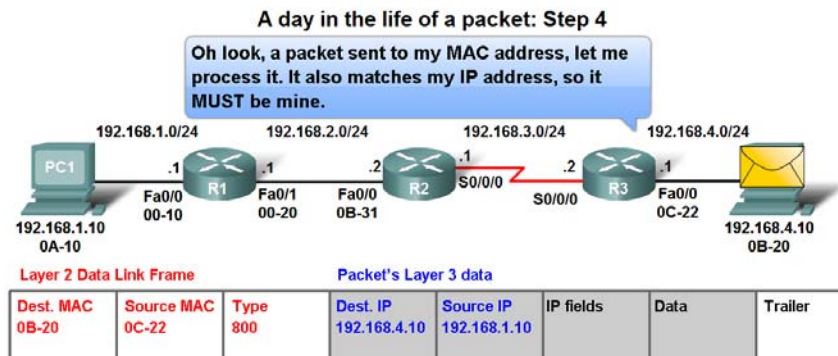 A day in the life of a packet: Step 4
Oh look, a packet sent to my MAC address, let me
process it. It also matches my IP address, so it
MUST be mine.
192.168.1.0/24 192.168.2.0/24 192.168.3.0/24 192.168.4.0/24
PC1 .1 R1 .1 .2 R2 .1 .2 R3 .1
S0/0/0
Fa0/0 Fa0/1 Fa0/0 S0/0/0 Fa0/0
00-10 00-20 0B-31 0C-22
192.168.1.10 192.168.4.10
0A-10 0B-20
Layer 2 Data Link Frame Packet's Layer 3 data
Dest. MAC Source MAC Type Dest. IP Source IP IP fields Data Trailer
0B-20 0C-22 800 192.168.4.10 192.168.1.10